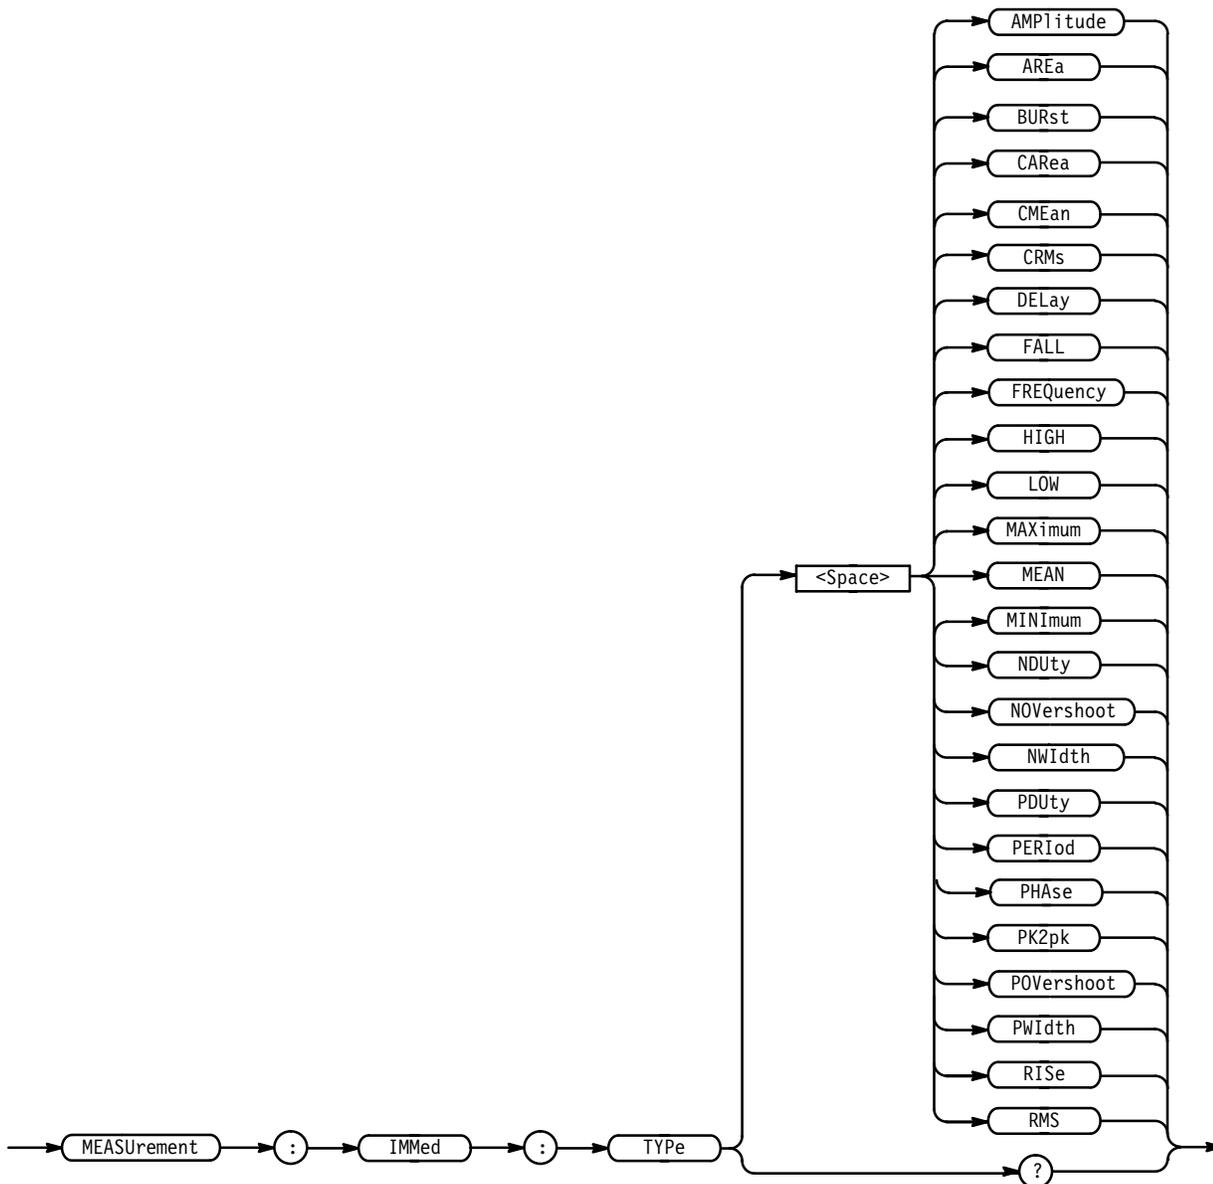 AMPlitude
AREa
BURst
CARea
CMEan
CRMs
DELay
FALL
FREQuency
HIGH
LOW
MAXimum
<Space>
MEAN
MINImum
NDUty
NOVershoot
NWIdth
PDUty
PERIod
PHAse
PK2pk
POVershoot
PWIdth
RISe
RMS
MEASUrement : IMMed : TYPe
?